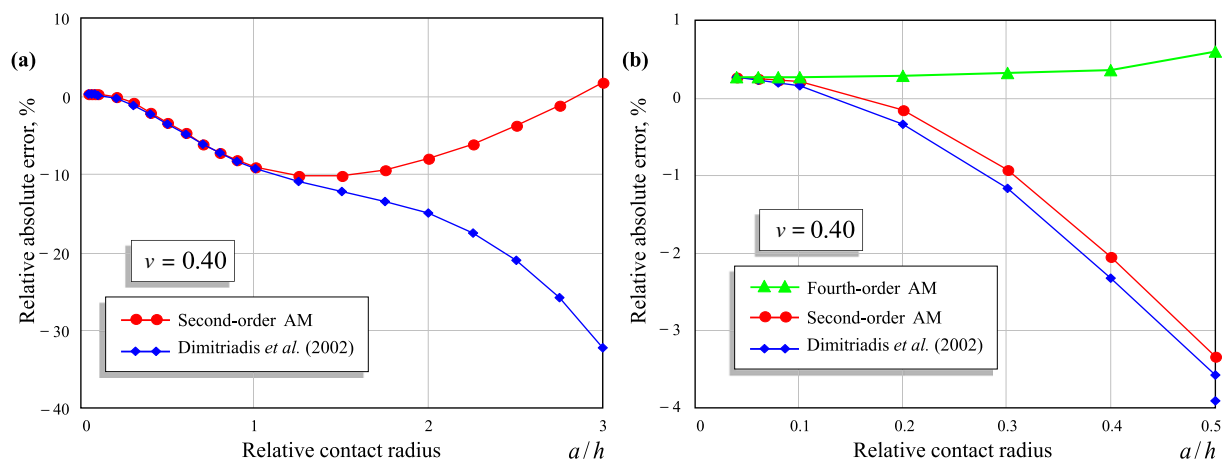 (a)
Relative absolute error, %
10
0
−10
−20
−30
−40
ν = 0.40
Second-order AM
Dimitriadis et al. (2002)
0
1
2
3
Relative contact radius
a/h
(b)
Relative absolute error, %
1
0
−1
−2
−3
−4
ν = 0.40
Fourth-order AM
Second-order AM
Dimitriadis et al. (2002)
0
0.1
0.2
0.3
0.4
0.5
Relative contact radius
a/h